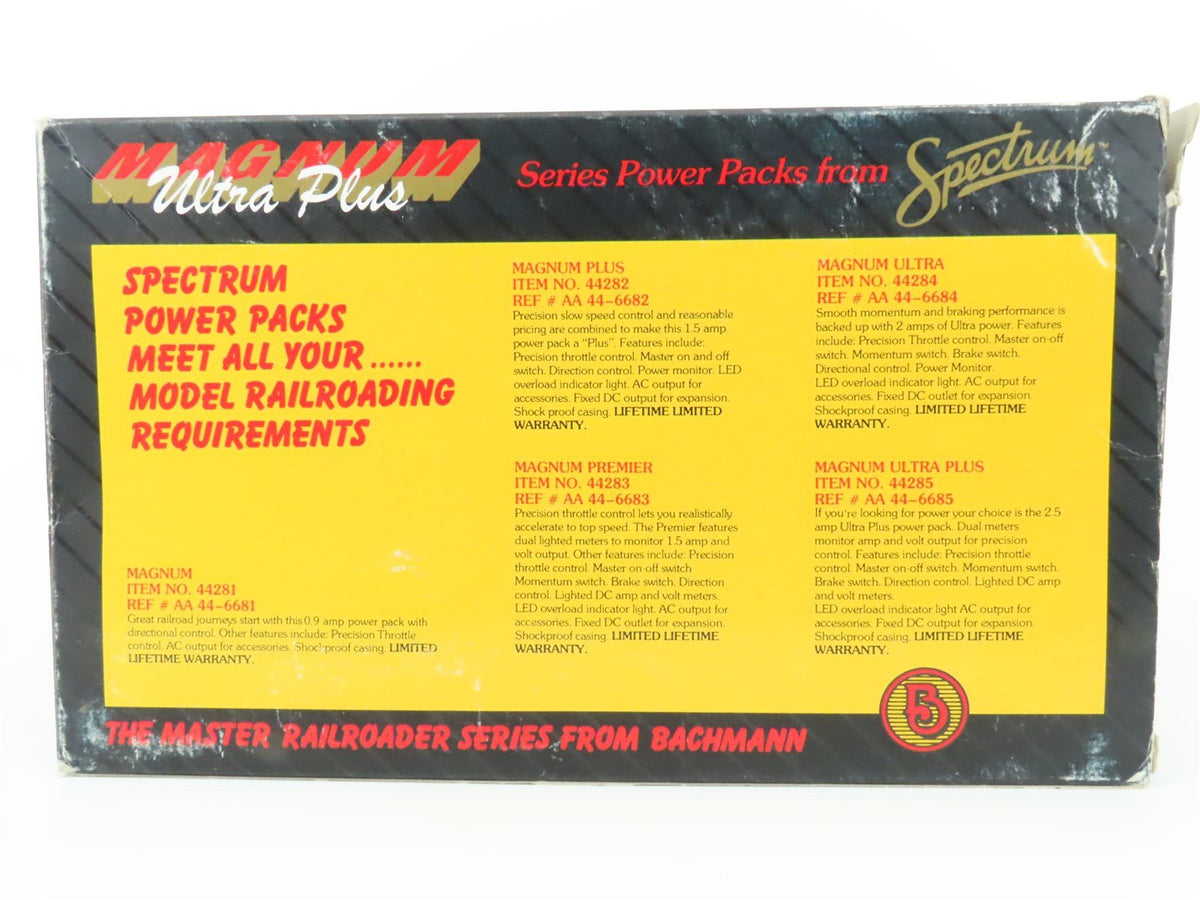 MAGNUM
Ultra Plus
Series Power Packs from
Spectrum™
SPECTRUM
POWER PACKS
MEET ALL YOUR ......
MODEL RAILROADING
REQUIREMENTS
MAGNUM
ITEM NO. 44281
REF # AA 44-6681
Great railroad journeys start with this 0.9 amp power pack with
directional control. Other features include: Precision Throttle
control. AC output for accessories. Shockproof casing. LIMITED
LIFETIME WARRANTY.
MAGNUM PLUS
ITEM NO. 44282
REF # AA 44-6682
Precision slow speed control and reasonable
pricing are combined to make this 1.5 amp
power pack a "Plus". Features include:
Precision throttle control. Master on and off
switch. Direction control. Power monitor. LED
overload indicator light. AC output for
accessories. Fixed DC output for expansion.
Shock proof casing. LIFETIME LIMITED
WARRANTY.
MAGNUM PREMIER
ITEM NO. 44283
REF # AA 44-6683
Precision throttle control lets you realistically
accelerate to top speed. The Premier features
dual lighted meters to monitor 1.5 amp and
volt output. Other features include: Precision
throttle control. Master on-off switch
Momentum switch. Brake switch. Direction
control. Lighted DC amp and volt meters.
LED overload indicator light. AC output for
accessories. Fixed DC outlet for expansion.
Shockproof casing. LIMITED LIFETIME
WARRANTY.
MAGNUM ULTRA
ITEM NO. 44284
REF # AA 44-6684
Smooth momentum and braking performance is
backed up with 2 amps of Ultra power. Features
include: Precision Throttle control. Master on-off
switch. Momentum switch. Brake switch.
Directional control. Power Monitor.
LED overload indicator light. AC output for
accessories. Fixed DC outlet for expansion.
Shockproof casing. LIMITED LIFETIME
WARRANTY.
MAGNUM ULTRA PLUS
ITEM NO. 44285
REF # AA 44-6685
If you're looking for power your choice is the 2.5
amp Ultra Plus power pack. Dual meters
monitor amp and volt output for precision
control. Features include: Precision throttle
control. Master on-off switch. Momentum switch.
Brake switch. Direction control. Lighted DC amp
and volt meters.
LED overload indicator light AC output for
accessories. Fixed DC output for expansion.
Shockproof casing. LIMITED LIFETIME
WARRANTY.
THE MASTER RAILROADER SERIES FROM BACHMANN
B